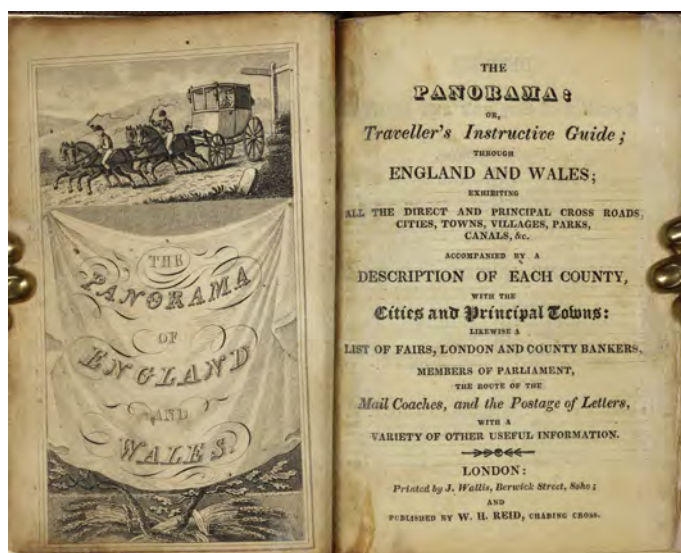 THE
PANORAMA
OF
ENGLAND
AND
WALES.
THE
PANORAMA:
OR,
Traveller's Instructive Guide;
THROUGH
ENGLAND AND WALES;
EXHIBITING
ALL THE DIRECT AND PRINCIPAL CROSS ROADS,
CITIES, TOWNS, VILLAGES, PARKS,
CANALS, &c.
ACCOMPANIED BY A
DESCRIPTION OF EACH COUNTY,
WITH THE
Cities and Principal Towns:
LIKEWISE A
LIST OF FAIRS, LONDON AND COUNTY BANKERS,
MEMBERS OF PARLIAMENT,
THE ROUTE OF THE
Mail Coaches, and the Postage of Letters,
WITH A
VARIETY OF OTHER USEFUL INFORMATION.
LONDON:
Printed by J. Wallis, Berwick Street, Soho;
AND
PUBLISHED BY W. H. REID, CHARING CROSS.